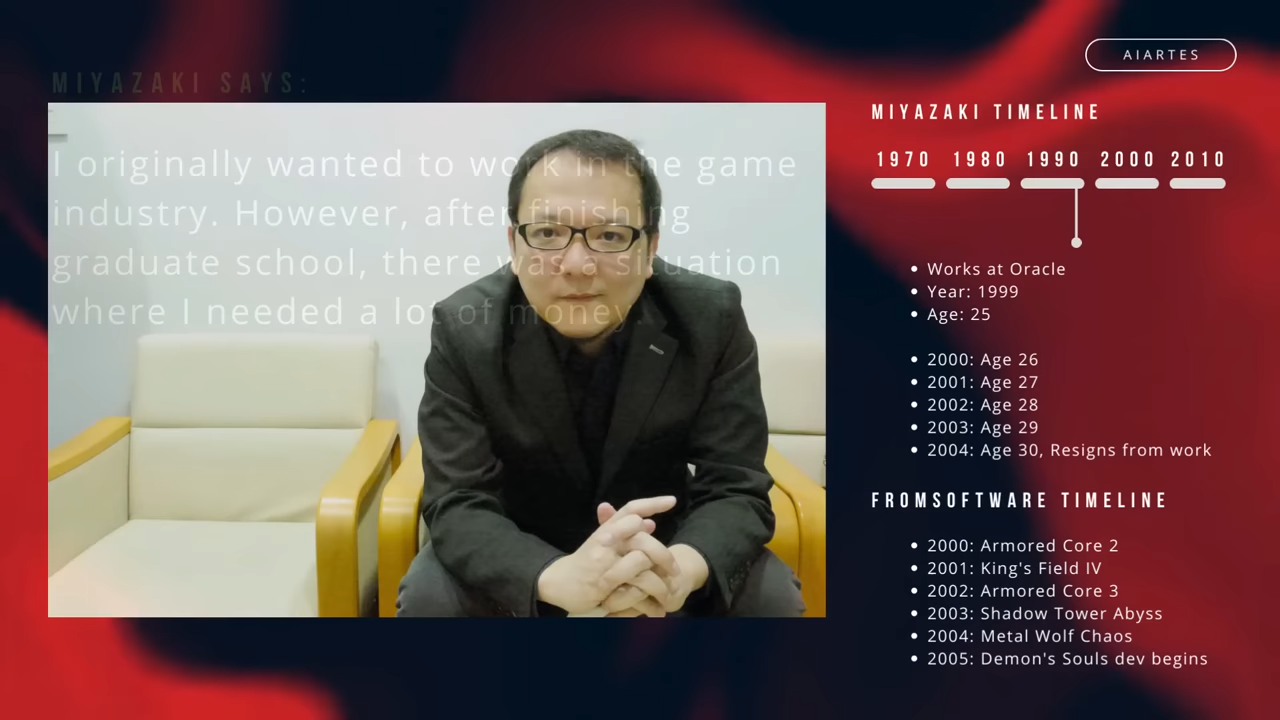 AIARTES
MIYAZAKI SAYS:
I originally wanted to work in the game
industry. However, after finishing
graduate school, there was a situation
where I needed a lot of money.
MIYAZAKI TIMELINE
1970 1980 1990 2000 2010
• Works at Oracle
• Year: 1999
• Age: 25
• 2000: Age 26
• 2001: Age 27
• 2002: Age 28
• 2003: Age 29
• 2004: Age 30, Resigns from work
FROMSOFTWARE TIMELINE
• 2000: Armored Core 2
• 2001: King's Field IV
• 2002: Armored Core 3
• 2003: Shadow Tower Abyss
• 2004: Metal Wolf Chaos
• 2005: Demon's Souls dev begins